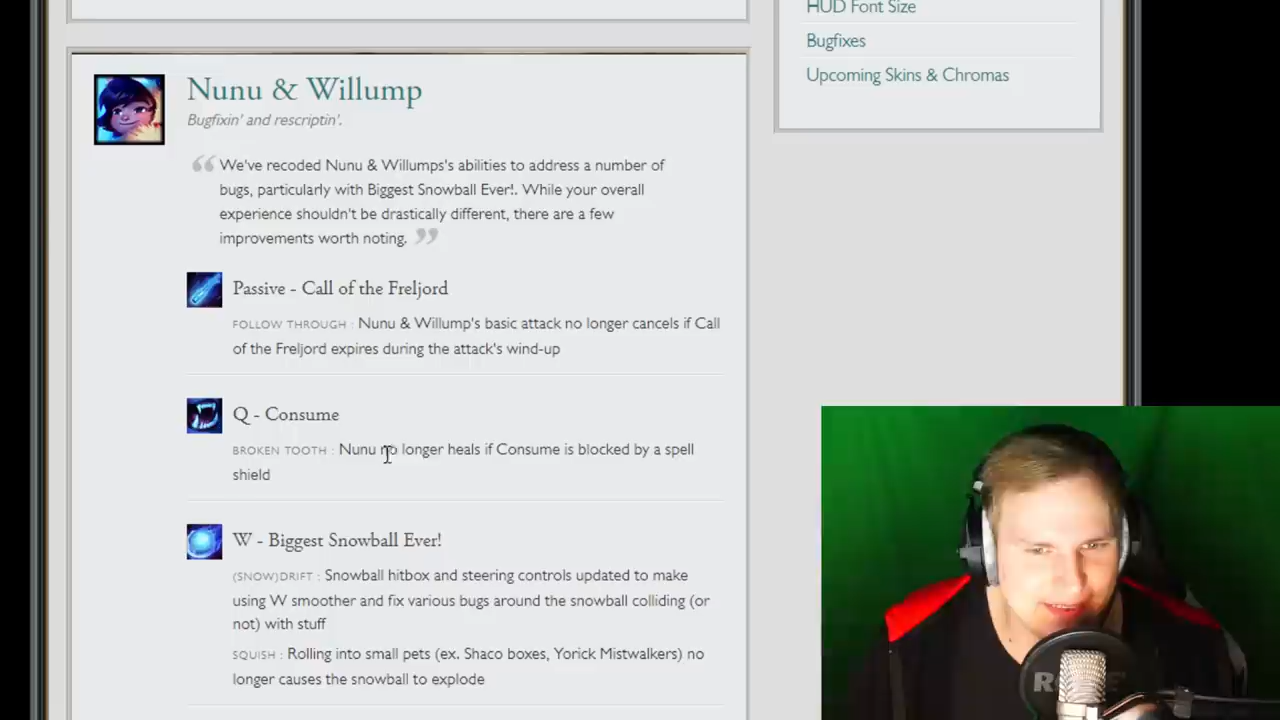 HUD Font Size
Bugfixes
Upcoming Skins & Chromas
Nunu & Willump
Bugfixin' and rescriptin'.
“ We've recoded Nunu & Willumps's abilities to address a number of
bugs, particularly with Biggest Snowball Ever!. While your overall
experience shouldn't be drastically different, there are a few
improvements worth noting. ”
Passive - Call of the Freljord
FOLLOW THROUGH : Nunu & Willump's basic attack no longer cancels if Call
of the Freljord expires during the attack's wind-up
Q - Consume
BROKEN TOOTH : Nunu no longer heals if Consume is blocked by a spell
shield
W - Biggest Snowball Ever!
(SNOW)DRIFT : Snowball hitbox and steering controls updated to make
using W smoother and fix various bugs around the snowball colliding (or
not) with stuff
SQUISH : Rolling into small pets (ex. Shaco boxes, Yorick Mistwalkers) no
longer causes the snowball to explode